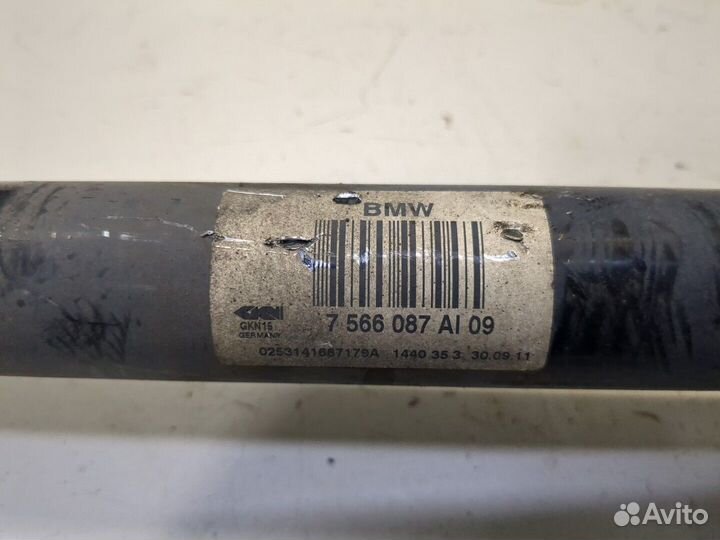 BMW
GKN
7 566 087 AI 09
GKN15
GERMANY
0253141687179A 1440 35 3 30.09.11
Avito